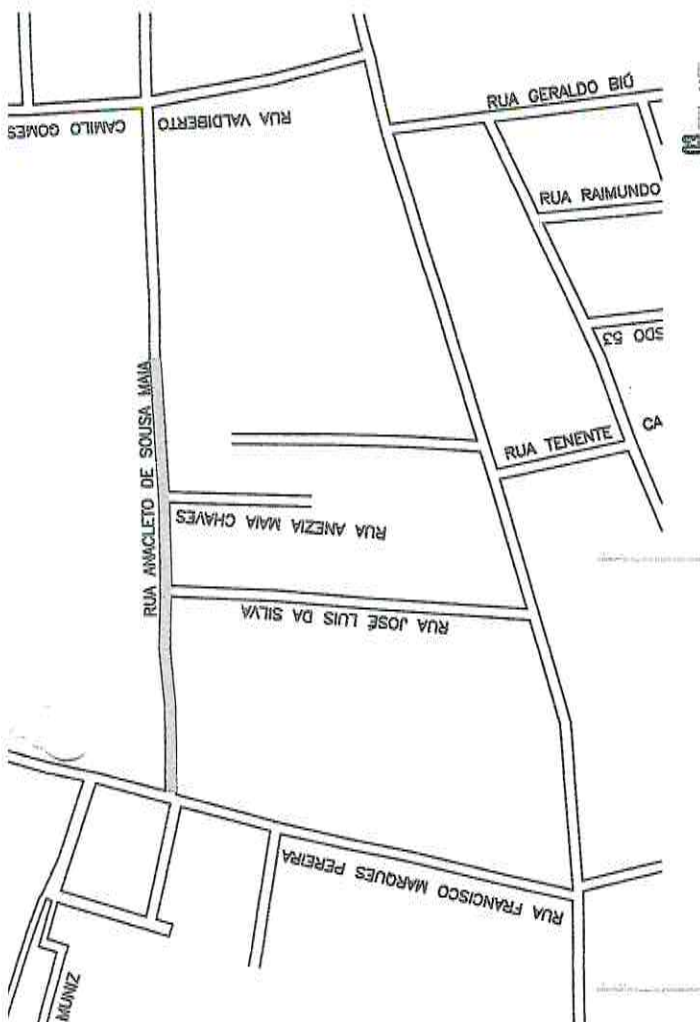 RUA GERALDO BIÚ
RUA VALDIBERTO
CAMILO GOMES
RUA RAIMUNDO
SDO 53
RUA ANACLETO DE SOUSA MAIA
CA
RUA TENENTE
RUA ANEZIA MAIA CHAVES
RUA JOSÉ LUIS DA SILVA
RUA FRANCISCO MARQUES PEREIRA
MUNIZ